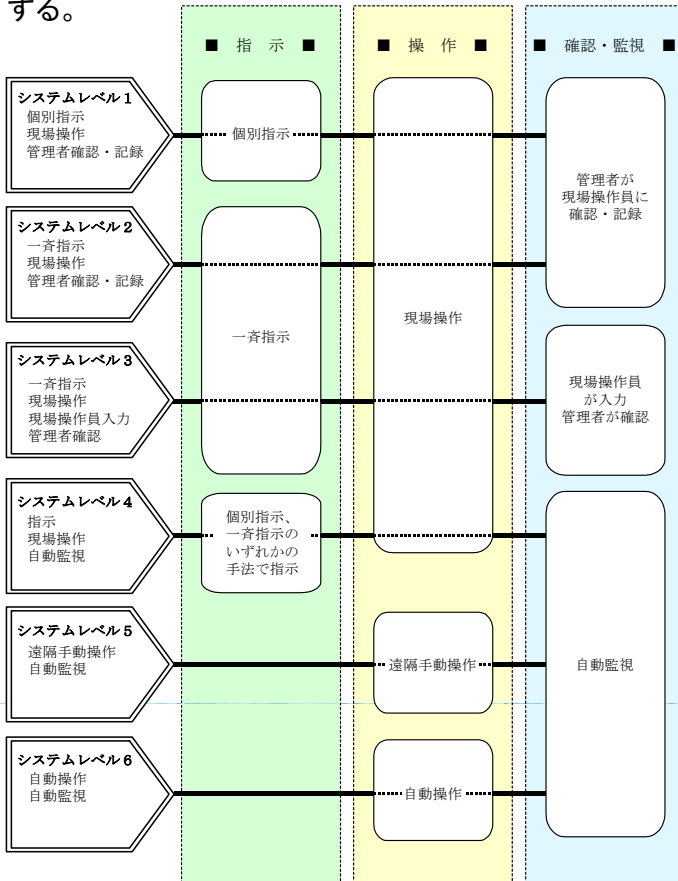 する。
■ 指 示 ■
■ 操 作 ■
■ 確認・監視 ■
システムレベル1
個別指示
現場操作
管理者確認・記録
個別指示
管理者が
現場操作員に
確認・記録
システムレベル2
一斉指示
現場操作
管理者確認・記録
一斉指示
現場操作
システムレベル3
一斉指示
現場操作
現場操作員入力
管理者確認
現場操作員
が入力
管理者が確認
システムレベル4
指示
現場操作
自動監視
個別指示、
一斉指示の
いずれかの
手法で指示
システムレベル5
遠隔手動操作
自動監視
遠隔手動操作
自動監視
システムレベル6
自動操作
自動監視
自動操作